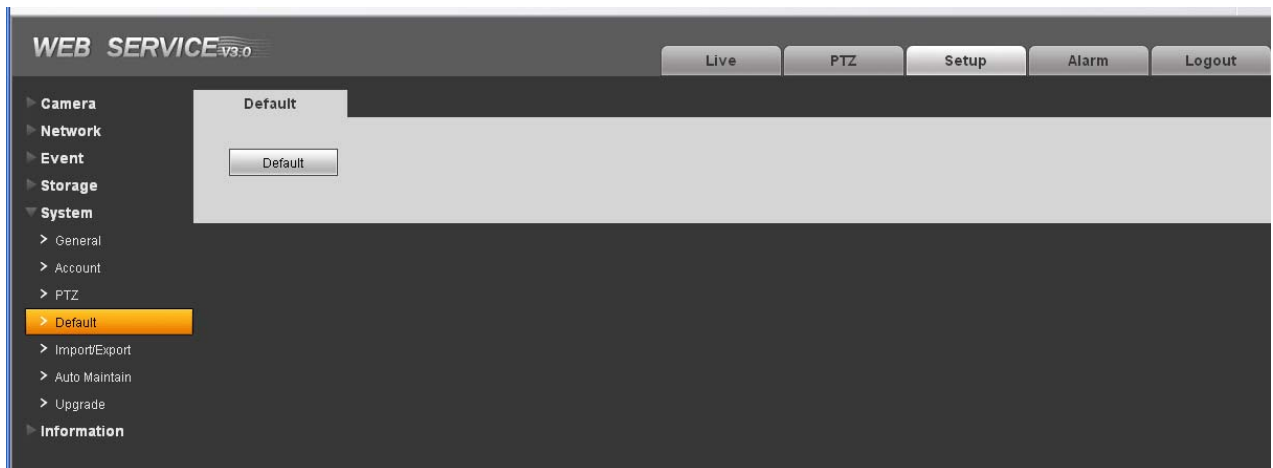 WEB SERVICE V3.0
Live PTZ Setup Alarm Logout
Camera
Network
Event
Storage
System
> General
> Account
> PTZ
> Default
> Import/Export
> Auto Maintain
> Upgrade
Information
Default
Default